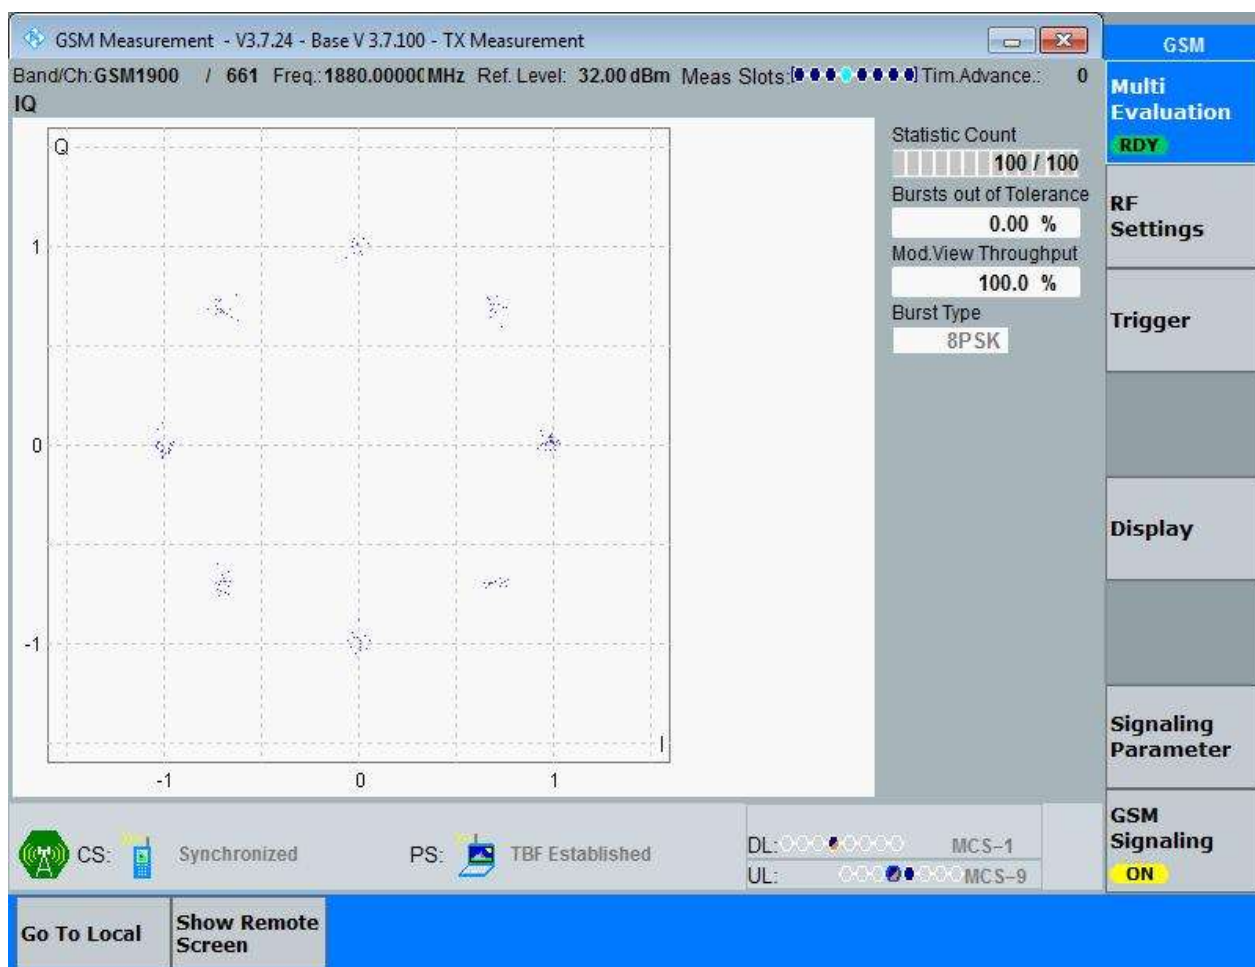 GSM Measurement - V3.7.24 - Base V 3.7.100 - TX Measurement
GSM
Band/Ch:GSM1900 / 661 Freq.:1880.00000MHz Ref. Level: 32.00 dBm Meas Slots: Tim.Advance.: 0
Multi
Evaluation
RDY
IQ
Q
Statistic Count
100 / 100
Bursts out of Tolerance
0.00 %
Mod.View Throughput
100.0 %
Burst Type
8PSK
RF
Settings
Trigger
Display
Signaling
Parameter
GSM
Signaling
ON
1
0
-1
I
-1 0 1
CS: Synchronized PS: TBF Established
DL: MCS-1
UL: MCS-9
Go To Local
Show Remote
Screen